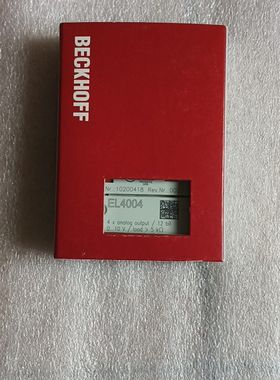 BECKHOFF
Nr.:10200418 Rev.Nr.:00
EL4004
4 x analog output / 12 bit
0..10 V / load > 5 kΩ